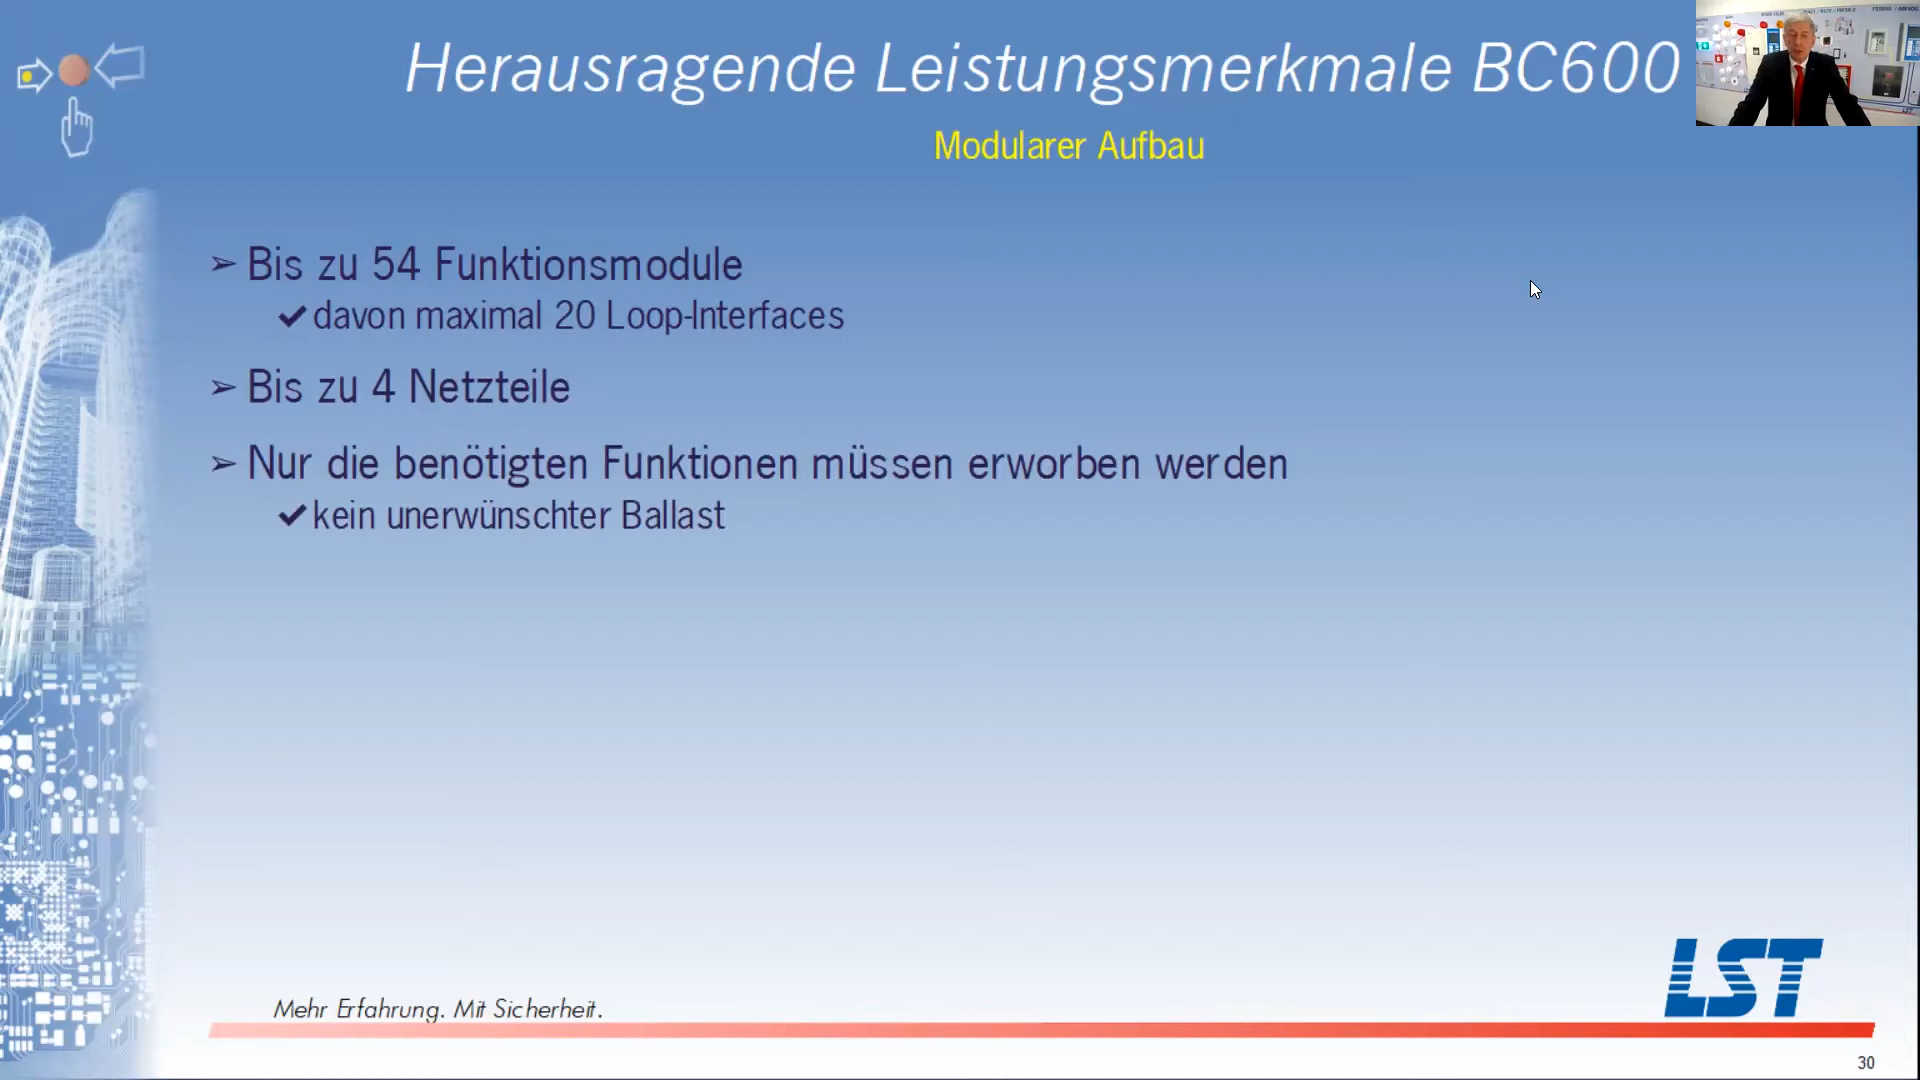 Herausragende Leistungsmerkmale BC600
Modularer Aufbau
➢ Bis zu 54 Funktionsmodule
✔ davon maximal 20 Loop-Interfaces
➢ Bis zu 4 Netzteile
➢ Nur die benötigten Funktionen müssen erworben werden
✔ kein unerwünschter Ballast
LST
Mehr Erfahrung. Mit Sicherheit.
30